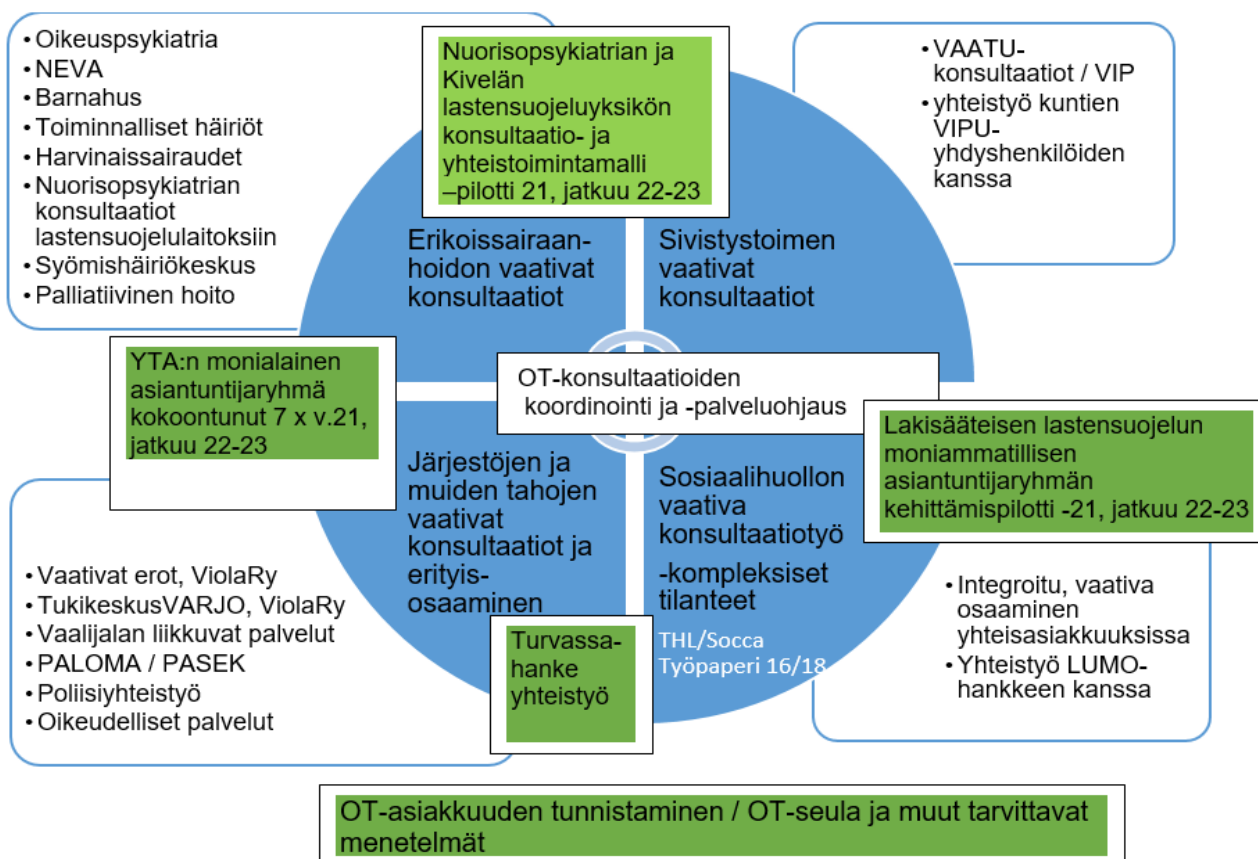 • Oikeuspsykiatria
• NEVA
• Barnahus
• Toiminnalliset häiriöt
• Harvinaissairaudet
• Nuorisopsykiatrian
konsultaatiot
lastensuojelulaitoksiin
• Syömishäiriökeskus
• Palliatiivinen hoito
Nuorisopsykiatrian ja
Kivelän
lastensuojeluyksikön
konsultaatio- ja
yhteistoimintamalli
–pilotti 21, jatkuu 22-23
• VAATU-
konsultaatiot / VIP
• yhteistyö kuntien
VIPU-
yhdyshenkilöiden
kanssa
Erikoissairaan-
hoidon vaativat
konsultaatiot
Sivistystoimen
vaativat
konsultaatiot
YTA:n monialainen
asiantuntijaryhmä
kokoontunut 7 x v.21,
jatkuu 22-23
OT-konsultaatioiden
koordinointi ja -palveluohjaus
Lakisääteisen lastensuojelun
moniammatillisen
asiantuntijaryhmän
kehittämispilotti -21, jatkuu 22-23
Järjestöjen ja
muiden tahojen
vaativat
konsultaatiot ja
erityis-
osaaminen
Sosiaalihuollon
vaativa
konsultaatiotyö
-kompleksiset
tilanteet
THL/Socca
Työpaperi 16/18
• Vaativat erot, ViolaRy
• TukikeskusVARJO, ViolaRy
• Vaalijalan liikkuvat palvelut
• PALOMA / PASEK
• Poliisiyhteistyö
• Oikeudelliset palvelut
Turvassa-
hanke
yhteistyö
• Integroitu, vaativa
osaaminen
yhteisasiakkuuksissa
• Yhteistyö LUMO-
hankkeen kanssa
OT-asiakkuuden tunnistaminen / OT-seula ja muut tarvittavat
menetelmät